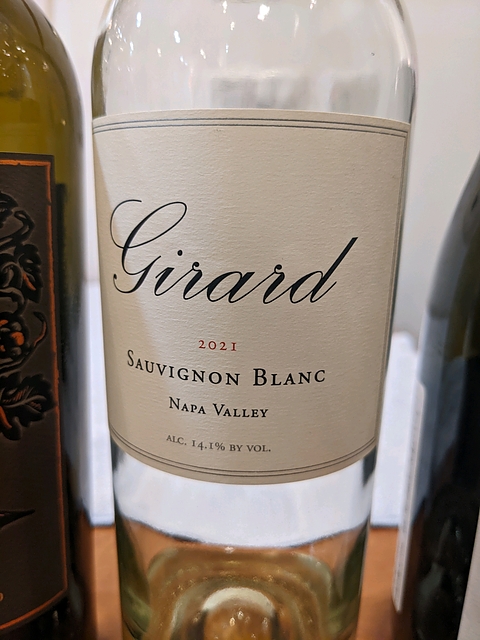 Girard
2021
Sauvignon Blanc
Napa Valley
ALC. 14.1% BY VOL.